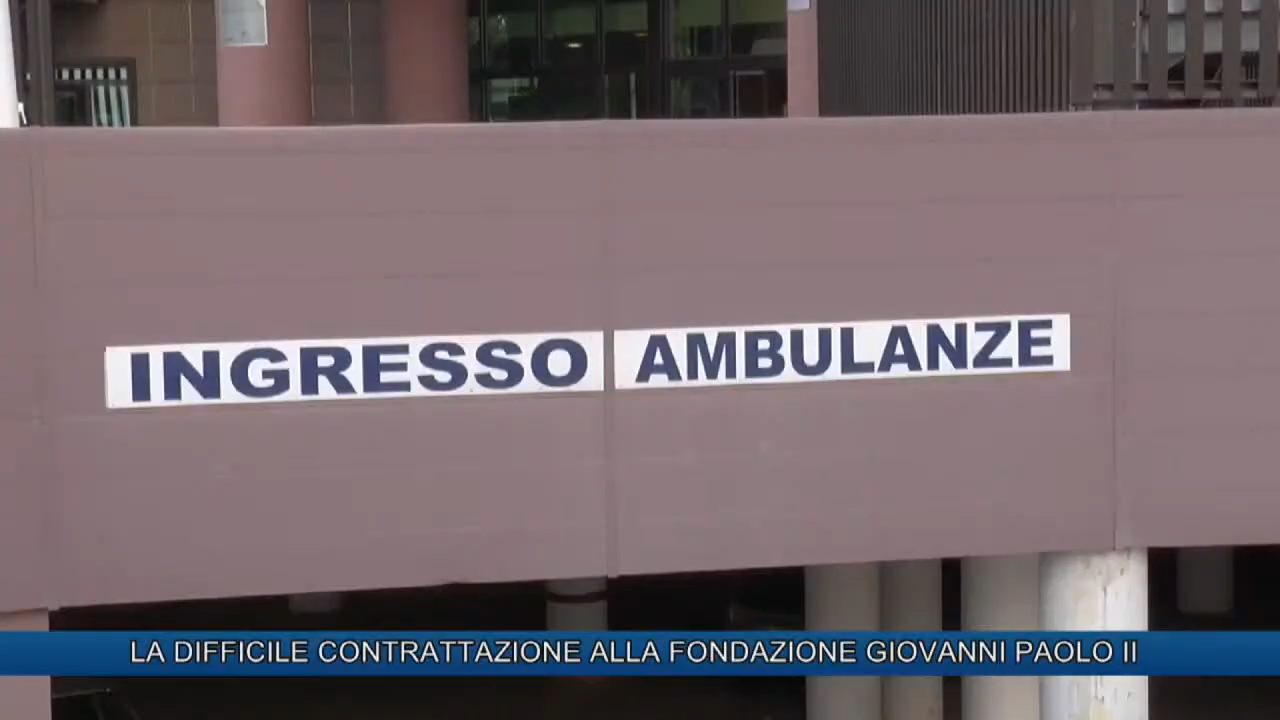 INGRESSO AMBULANZE
LA DIFFICILE CONTRATTAZIONE ALLA FONDAZIONE GIOVANNI PAOLO II